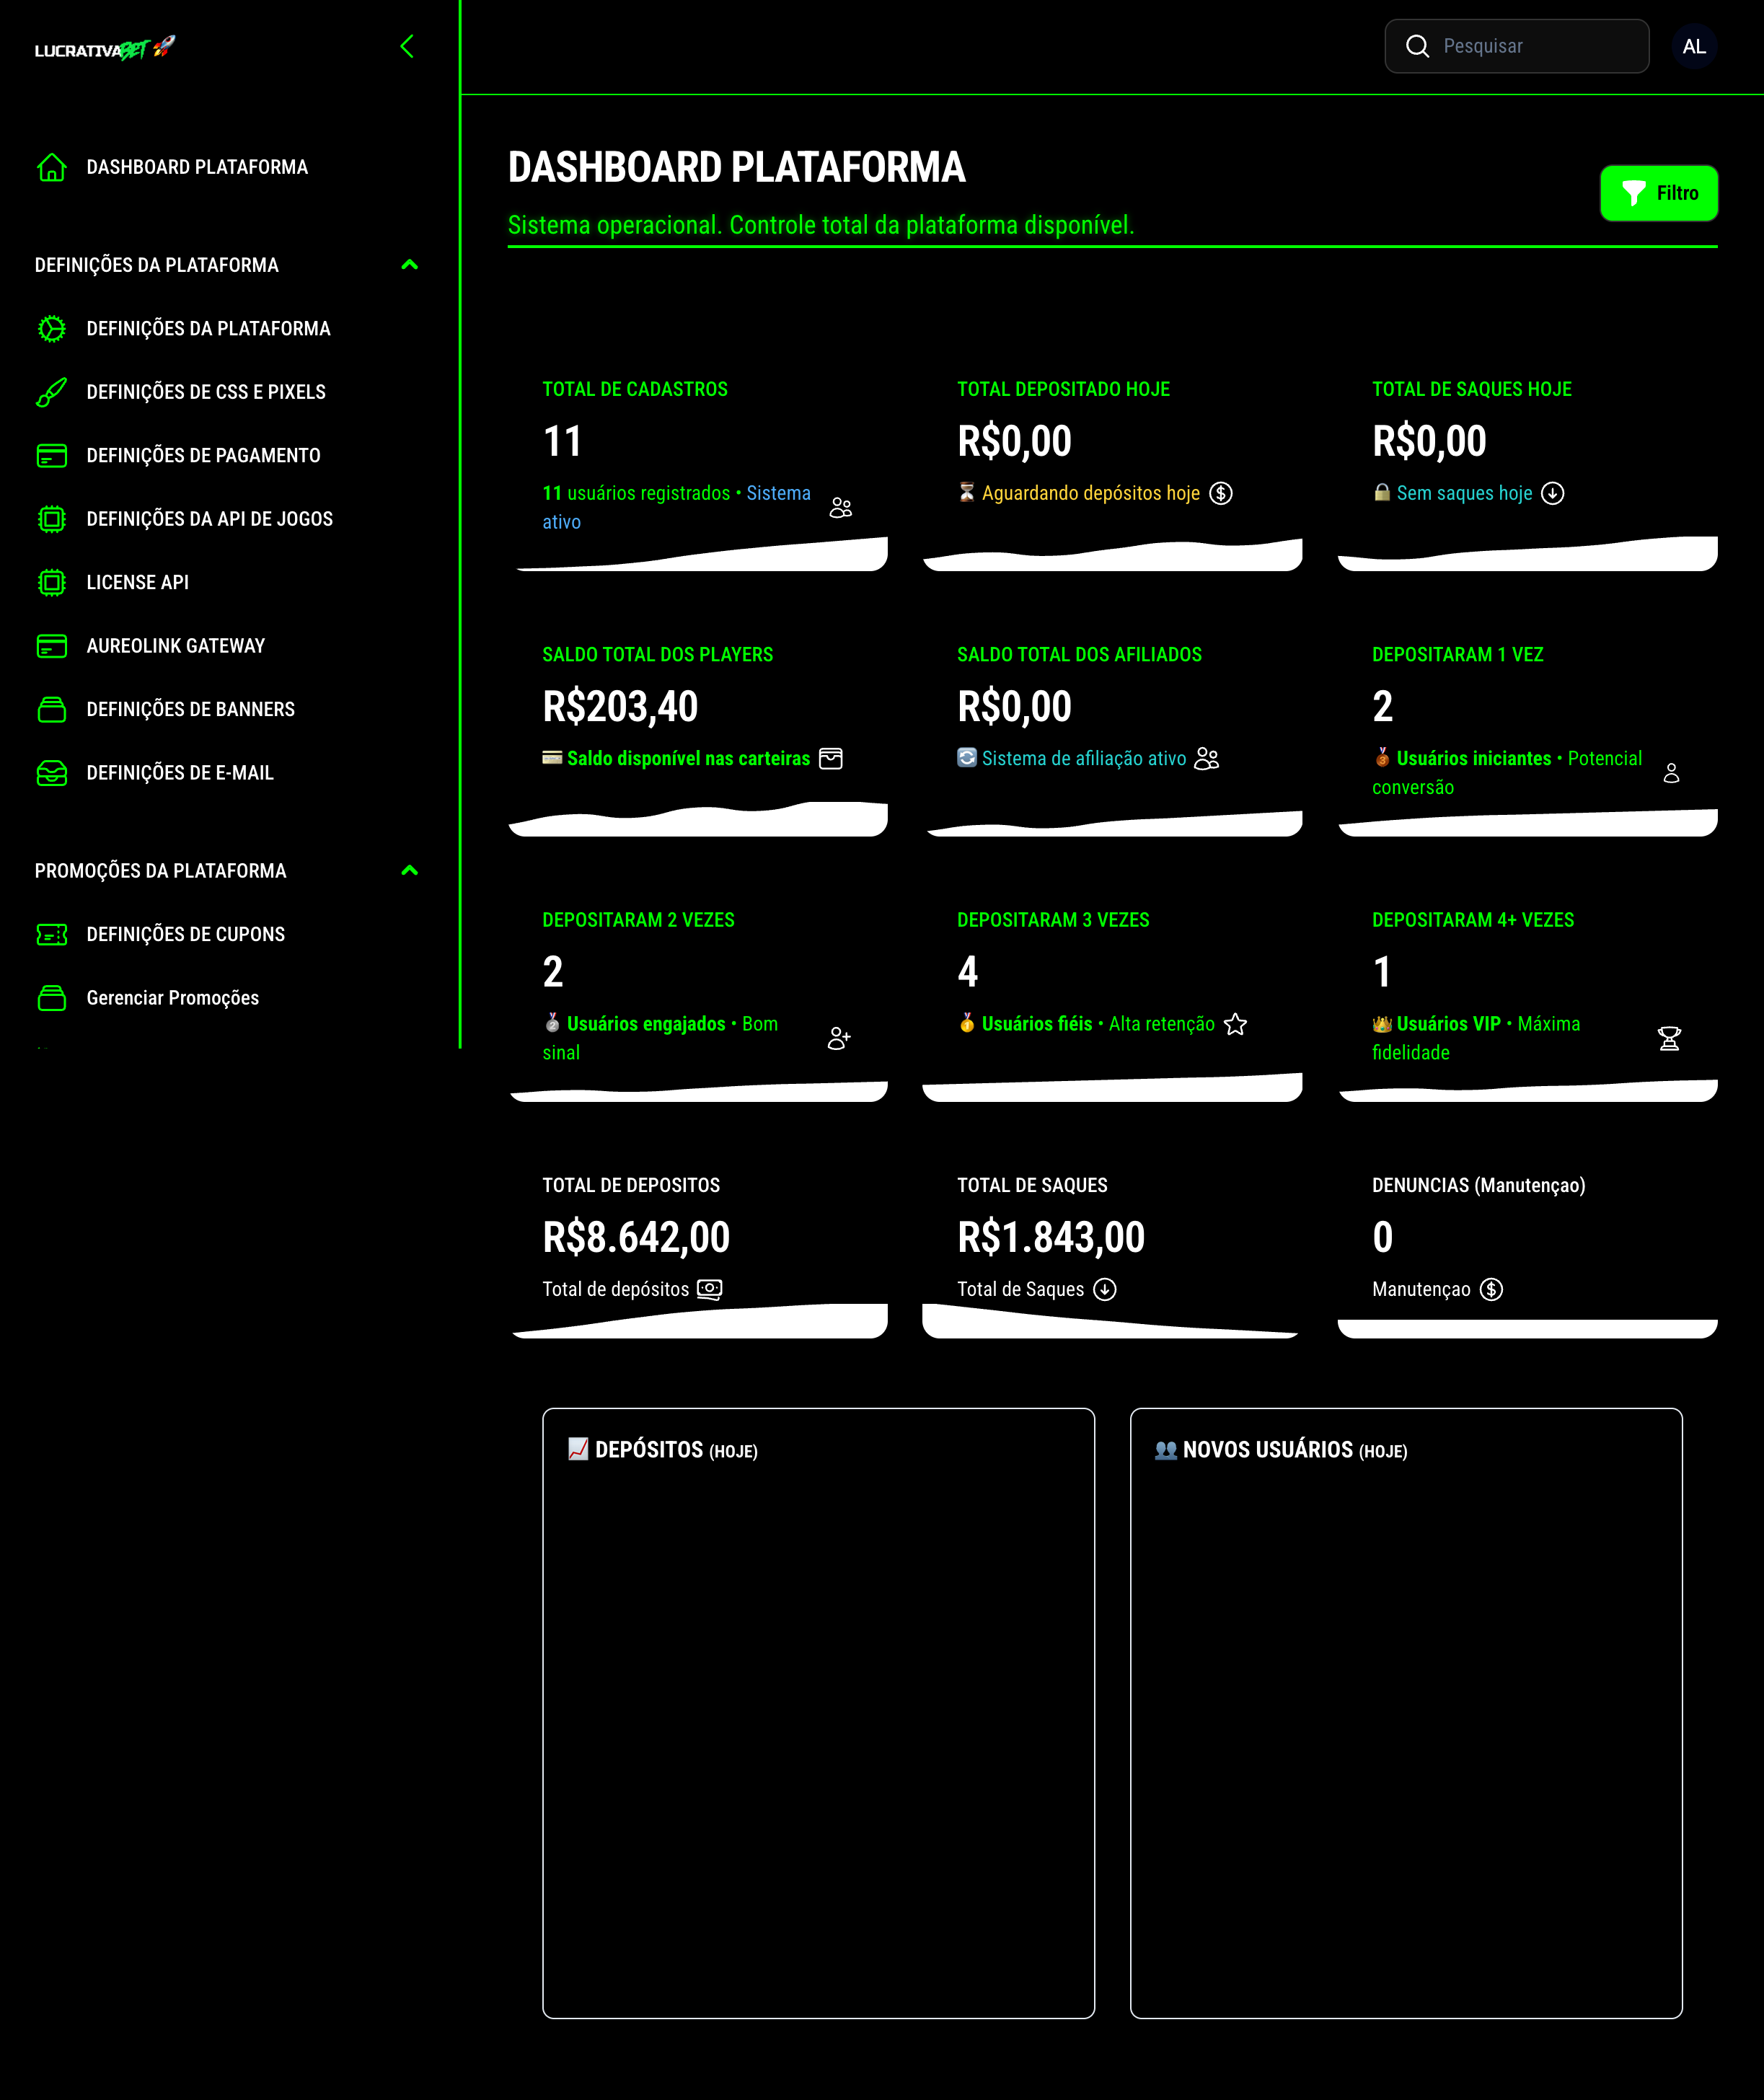 LUCRATIVABET
Pesquisar
AL
DASHBOARD PLATAFORMA
DEFINIÇÕES DA PLATAFORMA
DEFINIÇÕES DA PLATAFORMA
DEFINIÇÕES DE CSS E PIXELS
DEFINIÇÕES DE PAGAMENTO
DEFINIÇÕES DA API DE JOGOS
LICENSE API
AUREOLINK GATEWAY
DEFINIÇÕES DE BANNERS
DEFINIÇÕES DE E-MAIL
PROMOÇÕES DA PLATAFORMA
DEFINIÇÕES DE CUPONS
Gerenciar Promoções
DASHBOARD PLATAFORMA
Filtro
Sistema operacional. Controle total da plataforma disponível.
TOTAL DE CADASTROS
11
11 usuários registrados • Sistema
ativo
TOTAL DEPOSITADO HOJE
R$0,00
Aguardando depósitos hoje
TOTAL DE SAQUES HOJE
R$0,00
Sem saques hoje
SALDO TOTAL DOS PLAYERS
R$203,40
Saldo disponível nas carteiras
SALDO TOTAL DOS AFILIADOS
R$0,00
Sistema de afiliação ativo
DEPOSITARAM 1 VEZ
2
Usuários iniciantes • Potencial
conversão
DEPOSITARAM 2 VEZES
2
Usuários engajados • Bom
sinal
DEPOSITARAM 3 VEZES
4
Usuários fiéis • Alta retenção
DEPOSITARAM 4+ VEZES
1
Usuários VIP • Máxima
fidelidade
TOTAL DE DEPOSITOS
R$8.642,00
Total de depósitos
TOTAL DE SAQUES
R$1.843,00
Total de Saques
DENUNCIAS (Manutençao)
0
Manutençao
DEPÓSITOS (HOJE)
NOVOS USUÁRIOS (HOJE)